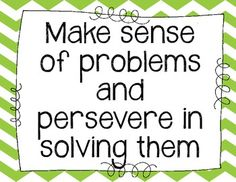 Make sense
of problems
and
persevere in
solving them